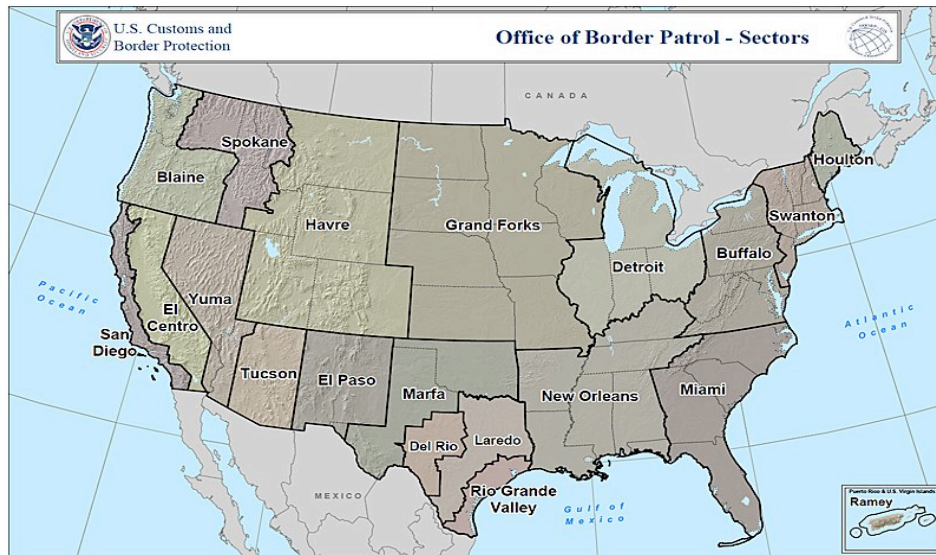 U.S. Customs and
Border Protection
Office of Border Patrol - Sectors
CANADA
Spokane
Blaine
Houlton
Havre
Grand Forks
Swanton
Buffalo
Detroit
Pacific
Ocean
Yuma
El
Centro
San
Diego
Atlantic
Ocean
Tucson
El Paso
Marfa
New Orleans
Miami
Del Rio
Laredo
Rio Grande
Valley
MEXICO
Gulf of
Mexico
Puerto Rico & U.S. Virgin Islands
Ramey